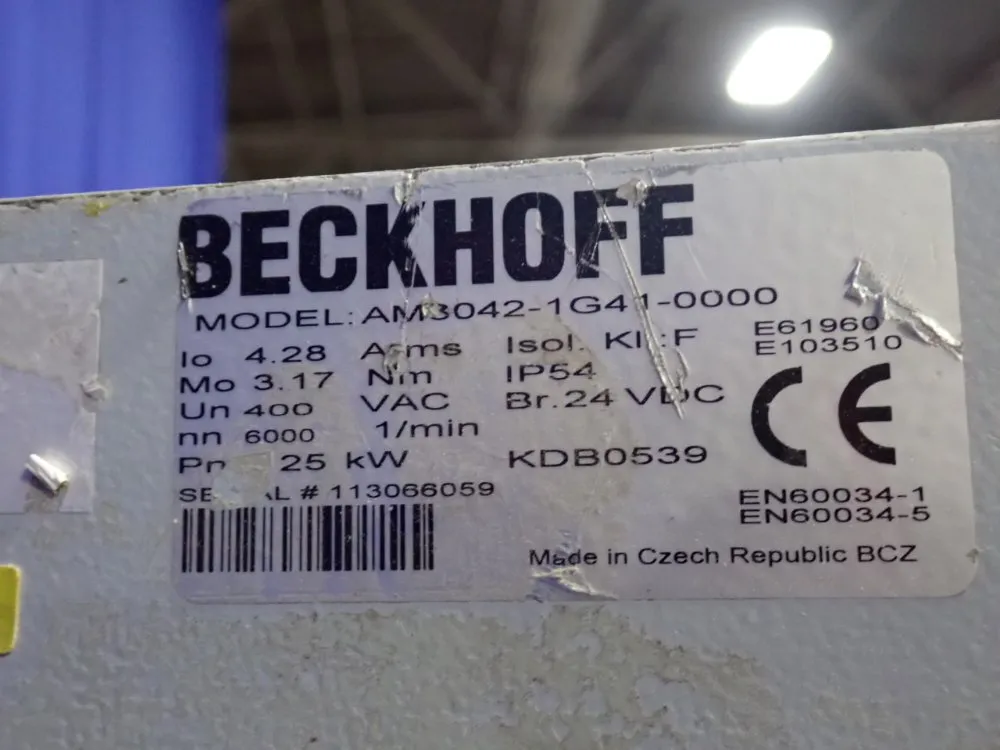 BECKHOFF
MODEL: AM3042-1G41-0000
Io 4.28 Arms Isol. Kl.:F E61960
Mo 3.17 Nm IP54 E103510
Un 400 VAC Br.24 VDC CE
nn 6000 1/min
25 kW KDB0539
# 113066059 EN60034-1
EN60034-5
Made in Czech Republic BCZ